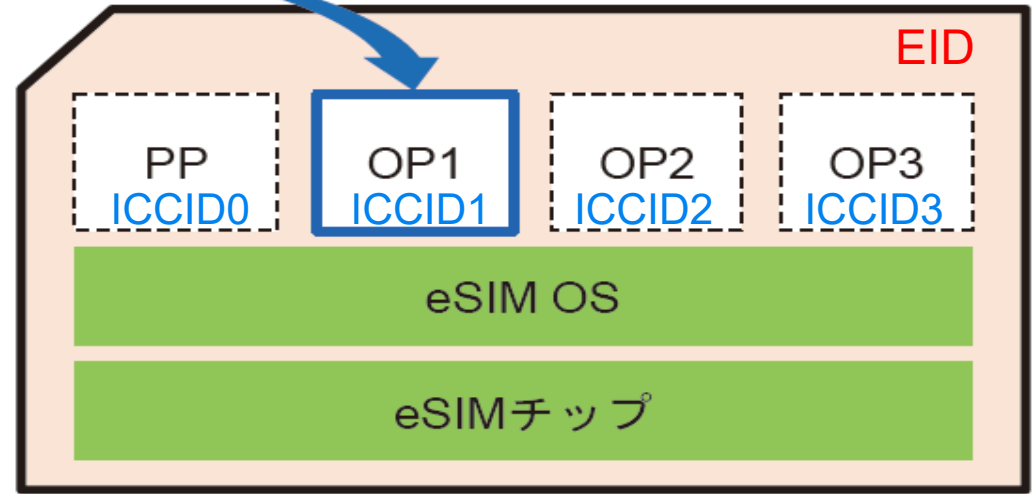 EID
PP
ICCID0
OP1
ICCID1
OP2
ICCID2
OP3
ICCID3
eSIM OS
eSIMチップ